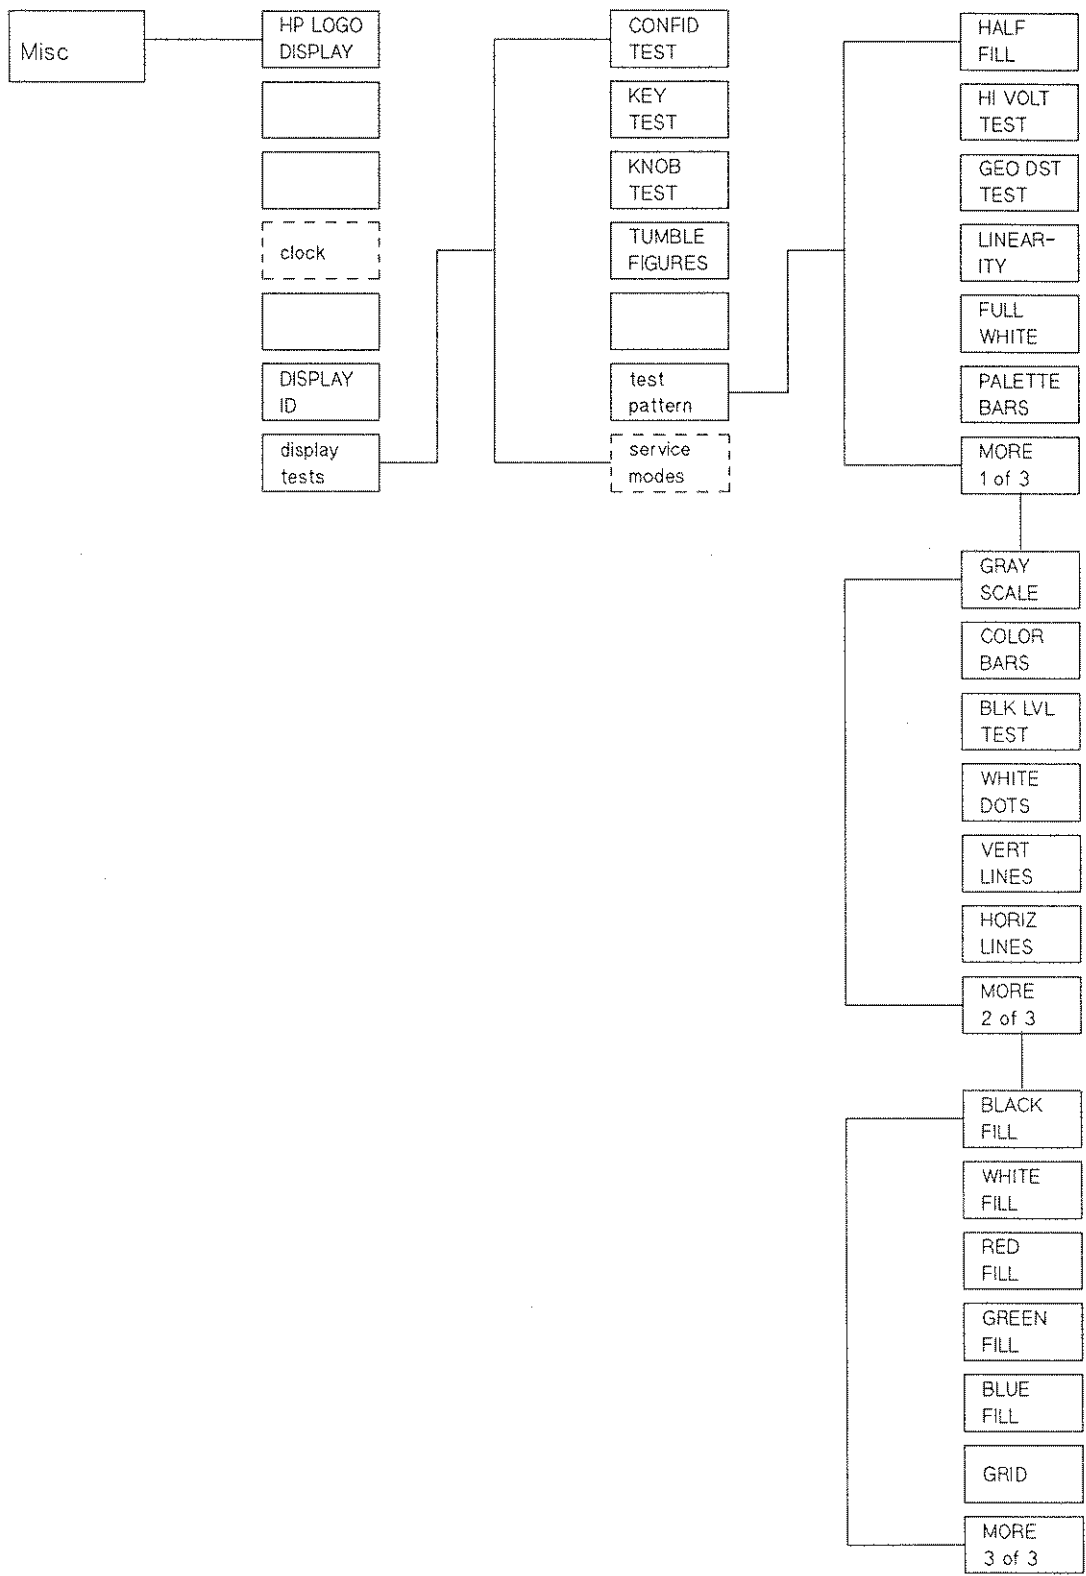 Misc
HP LOGO
DISPLAY
clock
DISPLAY
ID
display
tests
CONFID
TEST
KEY
TEST
KNOB
TEST
TUMBLE
FIGURES
test
pattern
service
modes
HALF
FILL
HI VOLT
TEST
GEO DST
TEST
LINEAR-
ITY
FULL
WHITE
PALETTE
BARS
MORE
1 of 3
GRAY
SCALE
COLOR
BARS
BLK LVL
TEST
WHITE
DOTS
VERT
LINES
HORIZ
LINES
MORE
2 of 3
BLACK
FILL
WHITE
FILL
RED
FILL
GREEN
FILL
BLUE
FILL
GRID
MORE
3 of 3